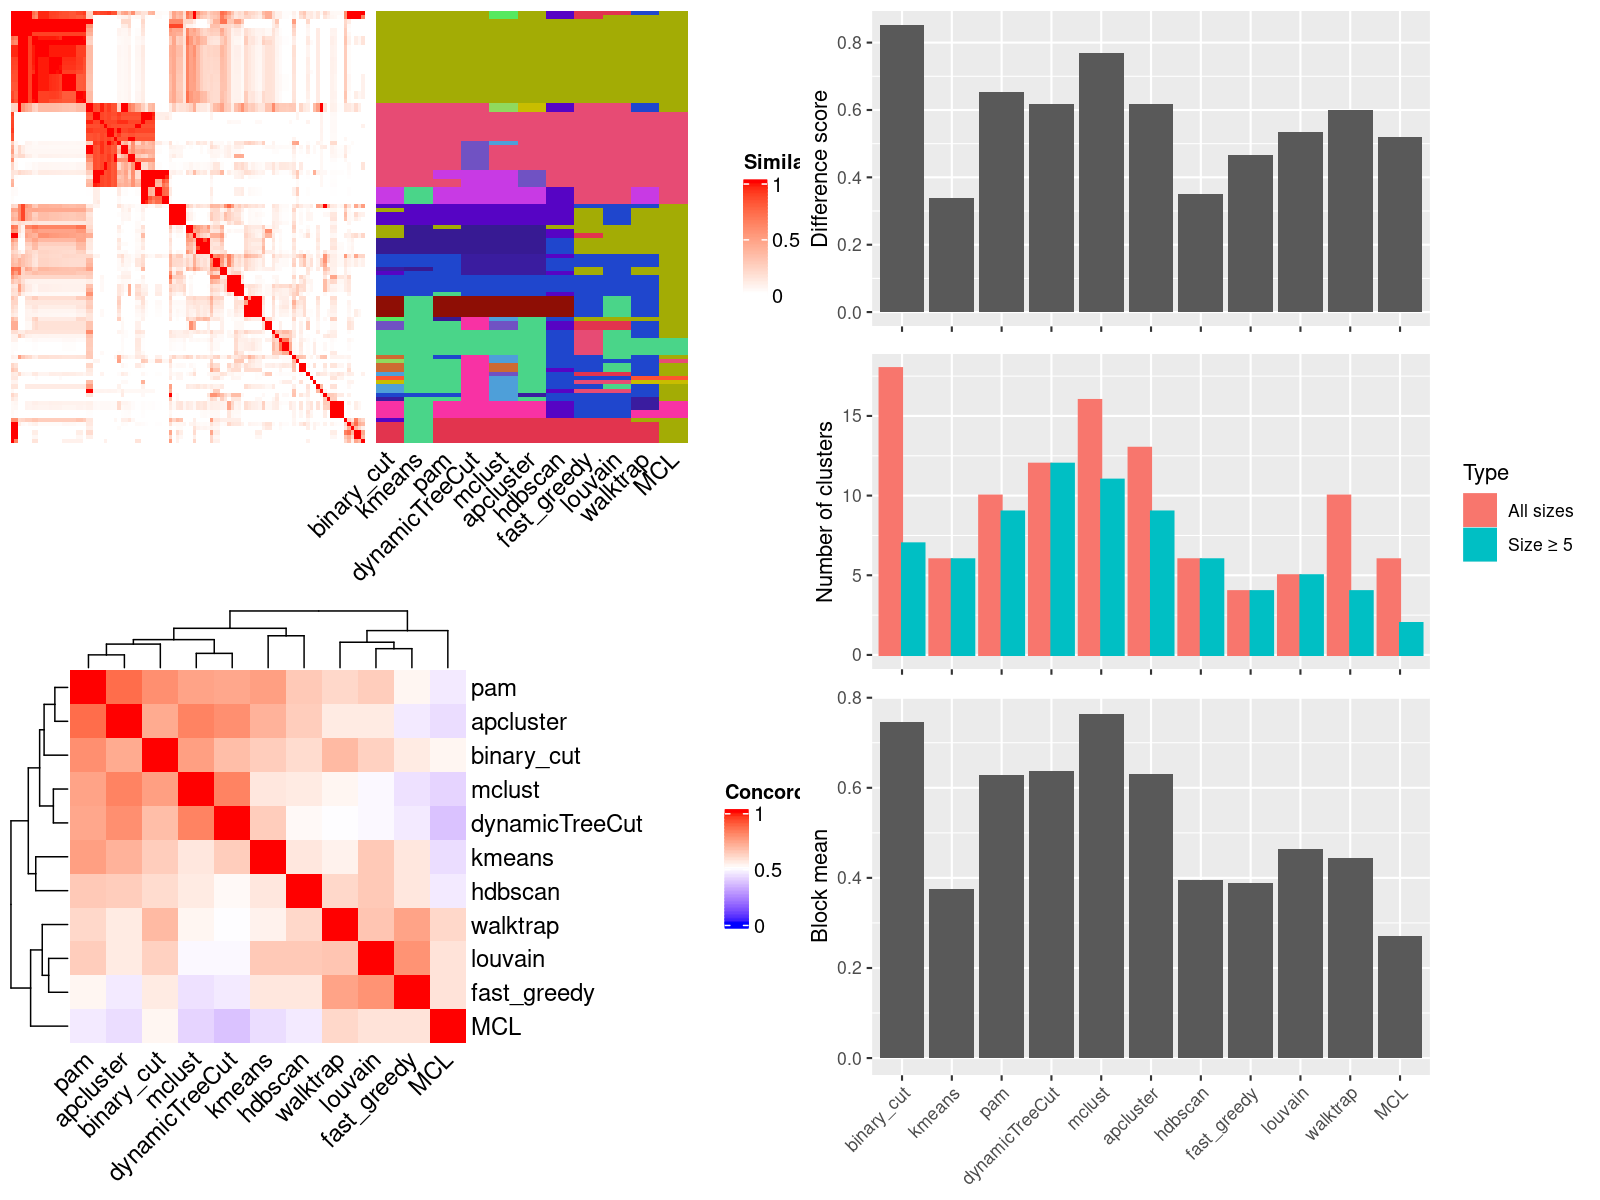 Simila
1
0.5
0
binary_cut
kmeans
pam
dynamicTreeCut
mclust
apcluster
hdbscan
fast_greedy
louvain
walktrap
MCL
pam
apcluster
binary_cut
mclust
dynamicTreeCut
kmeans
hdbscan
walktrap
louvain
fast_greedy
MCL
pam
apcluster
binary_cut
mclust
dynamicTreeCut
kmeans
hdbscan
walktrap
louvain
fast_greedy
MCL
Concord
1
0.5
0
Difference score
0.8
0.6
0.4
0.2
0.0
Number of clusters
15
10
5
0
Type
All sizes
Size ≥ 5
Block mean
0.8
0.6
0.4
0.2
0.0
binary_cut
kmeans
pam
dynamicTreeCut
mclust
apcluster
hdbscan
fast_greedy
louvain
walktrap
MCL